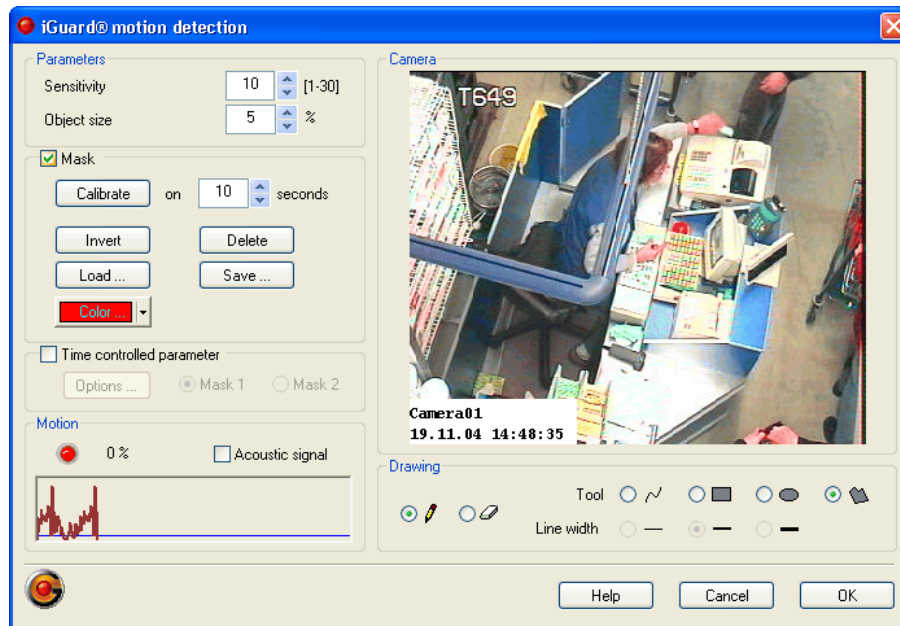 iGuard® motion detection
Parameters
Sensitivity 10 [1-30]
Object size 5 %
Mask
Calibrate on 10 seconds
Invert Delete
Load ... Save ...
Color ...
Time controlled parameter
Options ... Mask 1 Mask 2
Motion
0 % Acoustic signal
Camera
T649
Camera01
19.11.04 14:48:35
Drawing
Tool
Line width
Help Cancel OK